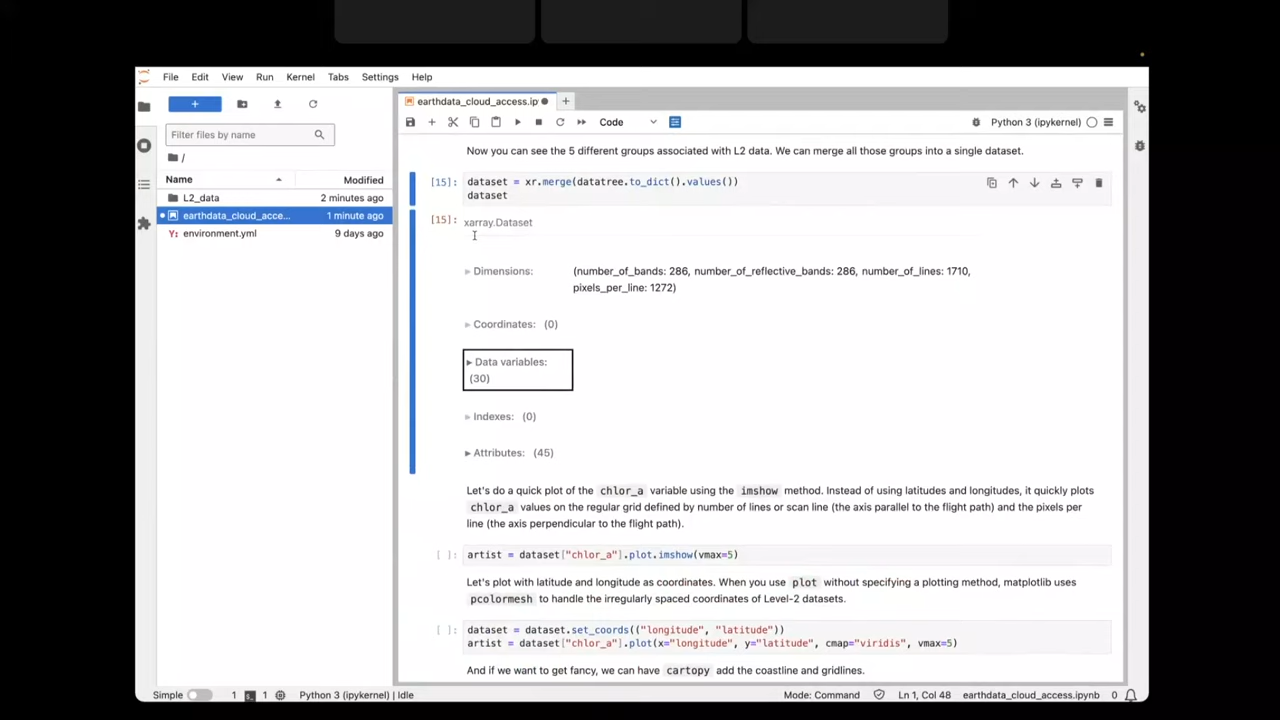 File Edit View Run Kernel Tabs Settings Help
+
Filter files by name
/
Name Modified
L2_data 2 minutes ago
earthdata_cloud_acce... 1 minute ago
Y: environment.yml 9 days ago
earthdata_cloud_access.ip
Code
Python 3 (ipykernel)
Now you can see the 5 different groups associated with L2 data. We can merge all those groups into a single dataset.
[15]: dataset = xr.merge(datatree.to_dict().values())
dataset
[15]: xarray.Dataset
Dimensions: (number_of_bands: 286, number_of_reflective_bands: 286, number_of_lines: 1710,
pixels_per_line: 1272)
Coordinates: (0)
Data variables:
(30)
Indexes: (0)
Attributes: (45)
Let's do a quick plot of the chlor_a variable using the imshow method. Instead of using latitudes and longitudes, it quickly plots
chlor_a values on the regular grid defined by number of lines or scan line (the axis parallel to the flight path) and the pixels per
line (the axis perpendicular to the flight path).
[ ]: artist = dataset["chlor_a"].plot.imshow(vmax=5)
Let's plot with latitude and longitude as coordinates. When you use plot without specifying a plotting method, matplotlib uses
pcolormesh to handle the irregularly spaced coordinates of Level-2 datasets.
[ ]: dataset = dataset.set_coords(("longitude", "latitude"))
artist = dataset["chlor_a"].plot(x="longitude", y="latitude", cmap="viridis", vmax=5)
And if we want to get fancy, we can have cartopy add the coastline and gridlines.
Simple 1 1 Python 3 (ipykernel) | Idle Mode: Command Ln 1, Col 48 earthdata_cloud_access.ipynb 0